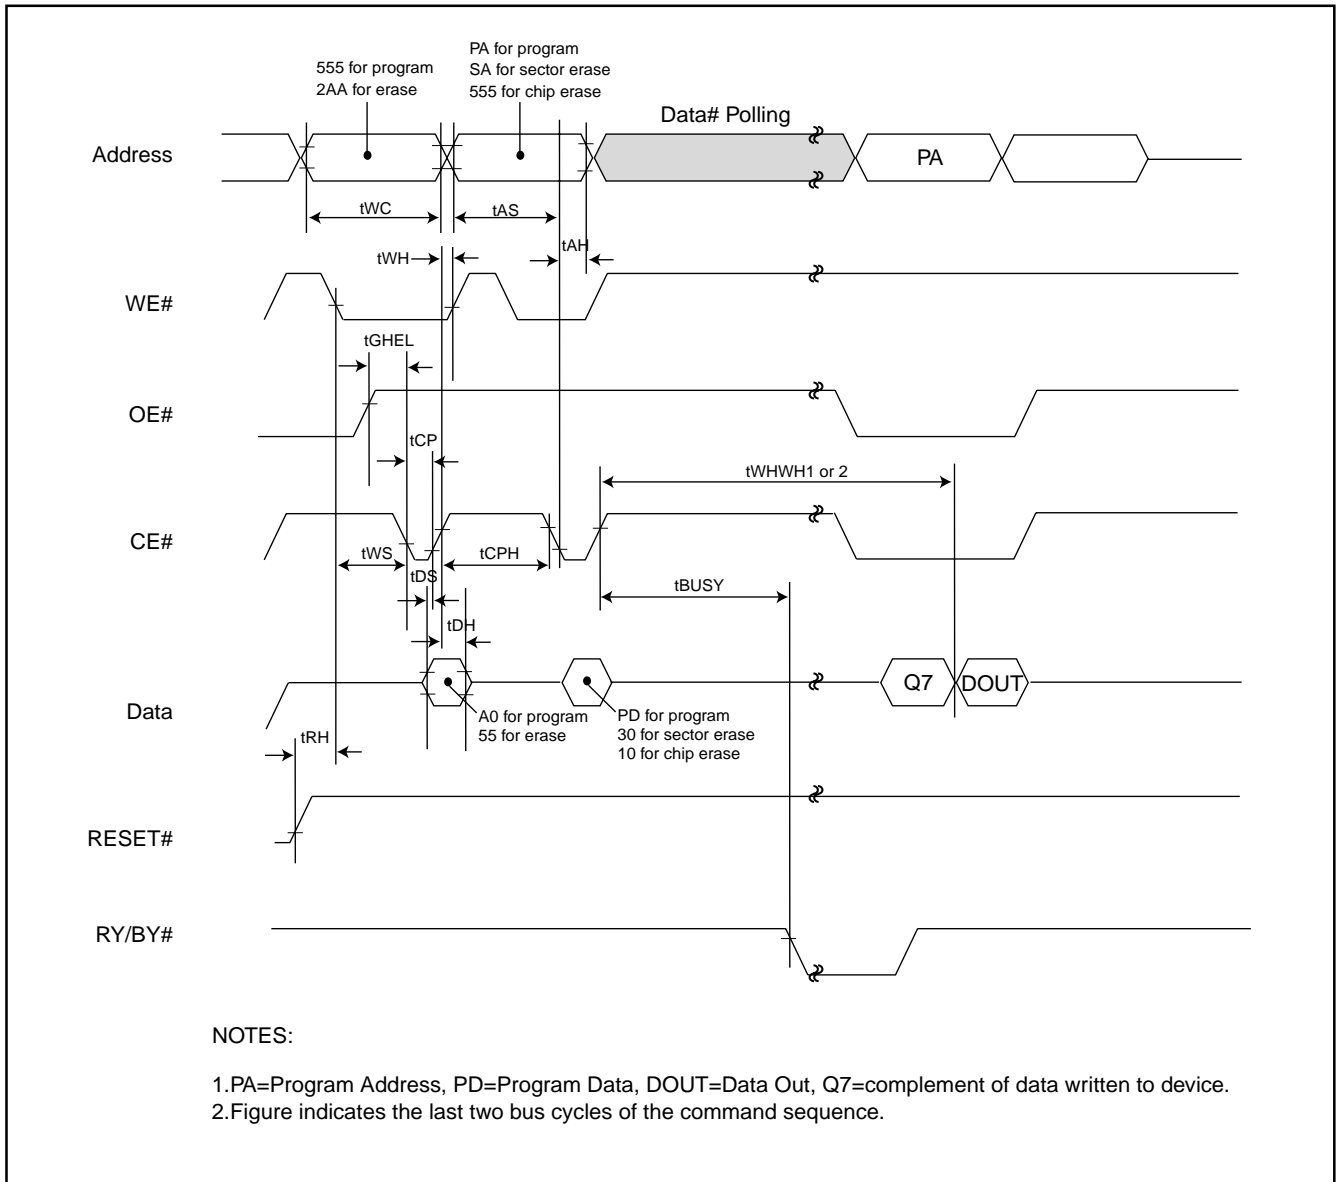 555 for program
2AA for erase
PA for program
SA for sector erase
555 for chip erase
Data# Polling
Address
PA
tWC
tAS
tAH
tWH
WE#
tGHEL
OE#
tCP
tWHWH1 or 2
CE#
tWS
tCPH
tDS
tBUSY
tDH
Q7
DOUT
Data
A0 for program
55 for erase
PD for program
30 for sector erase
10 for chip erase
tRH
RESET#
RY/BY#
NOTES:
1.PA=Program Address, PD=Program Data, DOUT=Data Out, Q7=complement of data written to device.
2.Figure indicates the last two bus cycles of the command sequence.